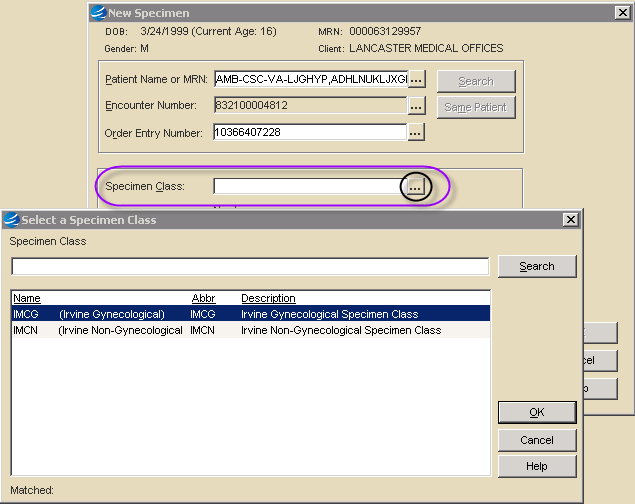 New Specimen
DOB: 3/24/1999 (Current Age: 16) MRN: 000063129957
Gender: M Client: LANCASTER MEDICAL OFFICES
Patient Name or MRN: AMB-CSC-VA-LJGHYP,ADHLNUKLJXG ... Search
Encounter Number: 832100004812 ... Same Patient
Order Entry Number: 10366407228 ...
Specimen Class: ...
Select a Specimen Class
Specimen Class
Search
Name Abbr Description
IMCG (Irvine Gynecological) IMCG Irvine Gynecological Specimen Class
IMCN (Irvine Non-Gynecological IMCN Irvine Non-Gynecological Specimen Class
cel
OK
Cancel
Help
Matched: